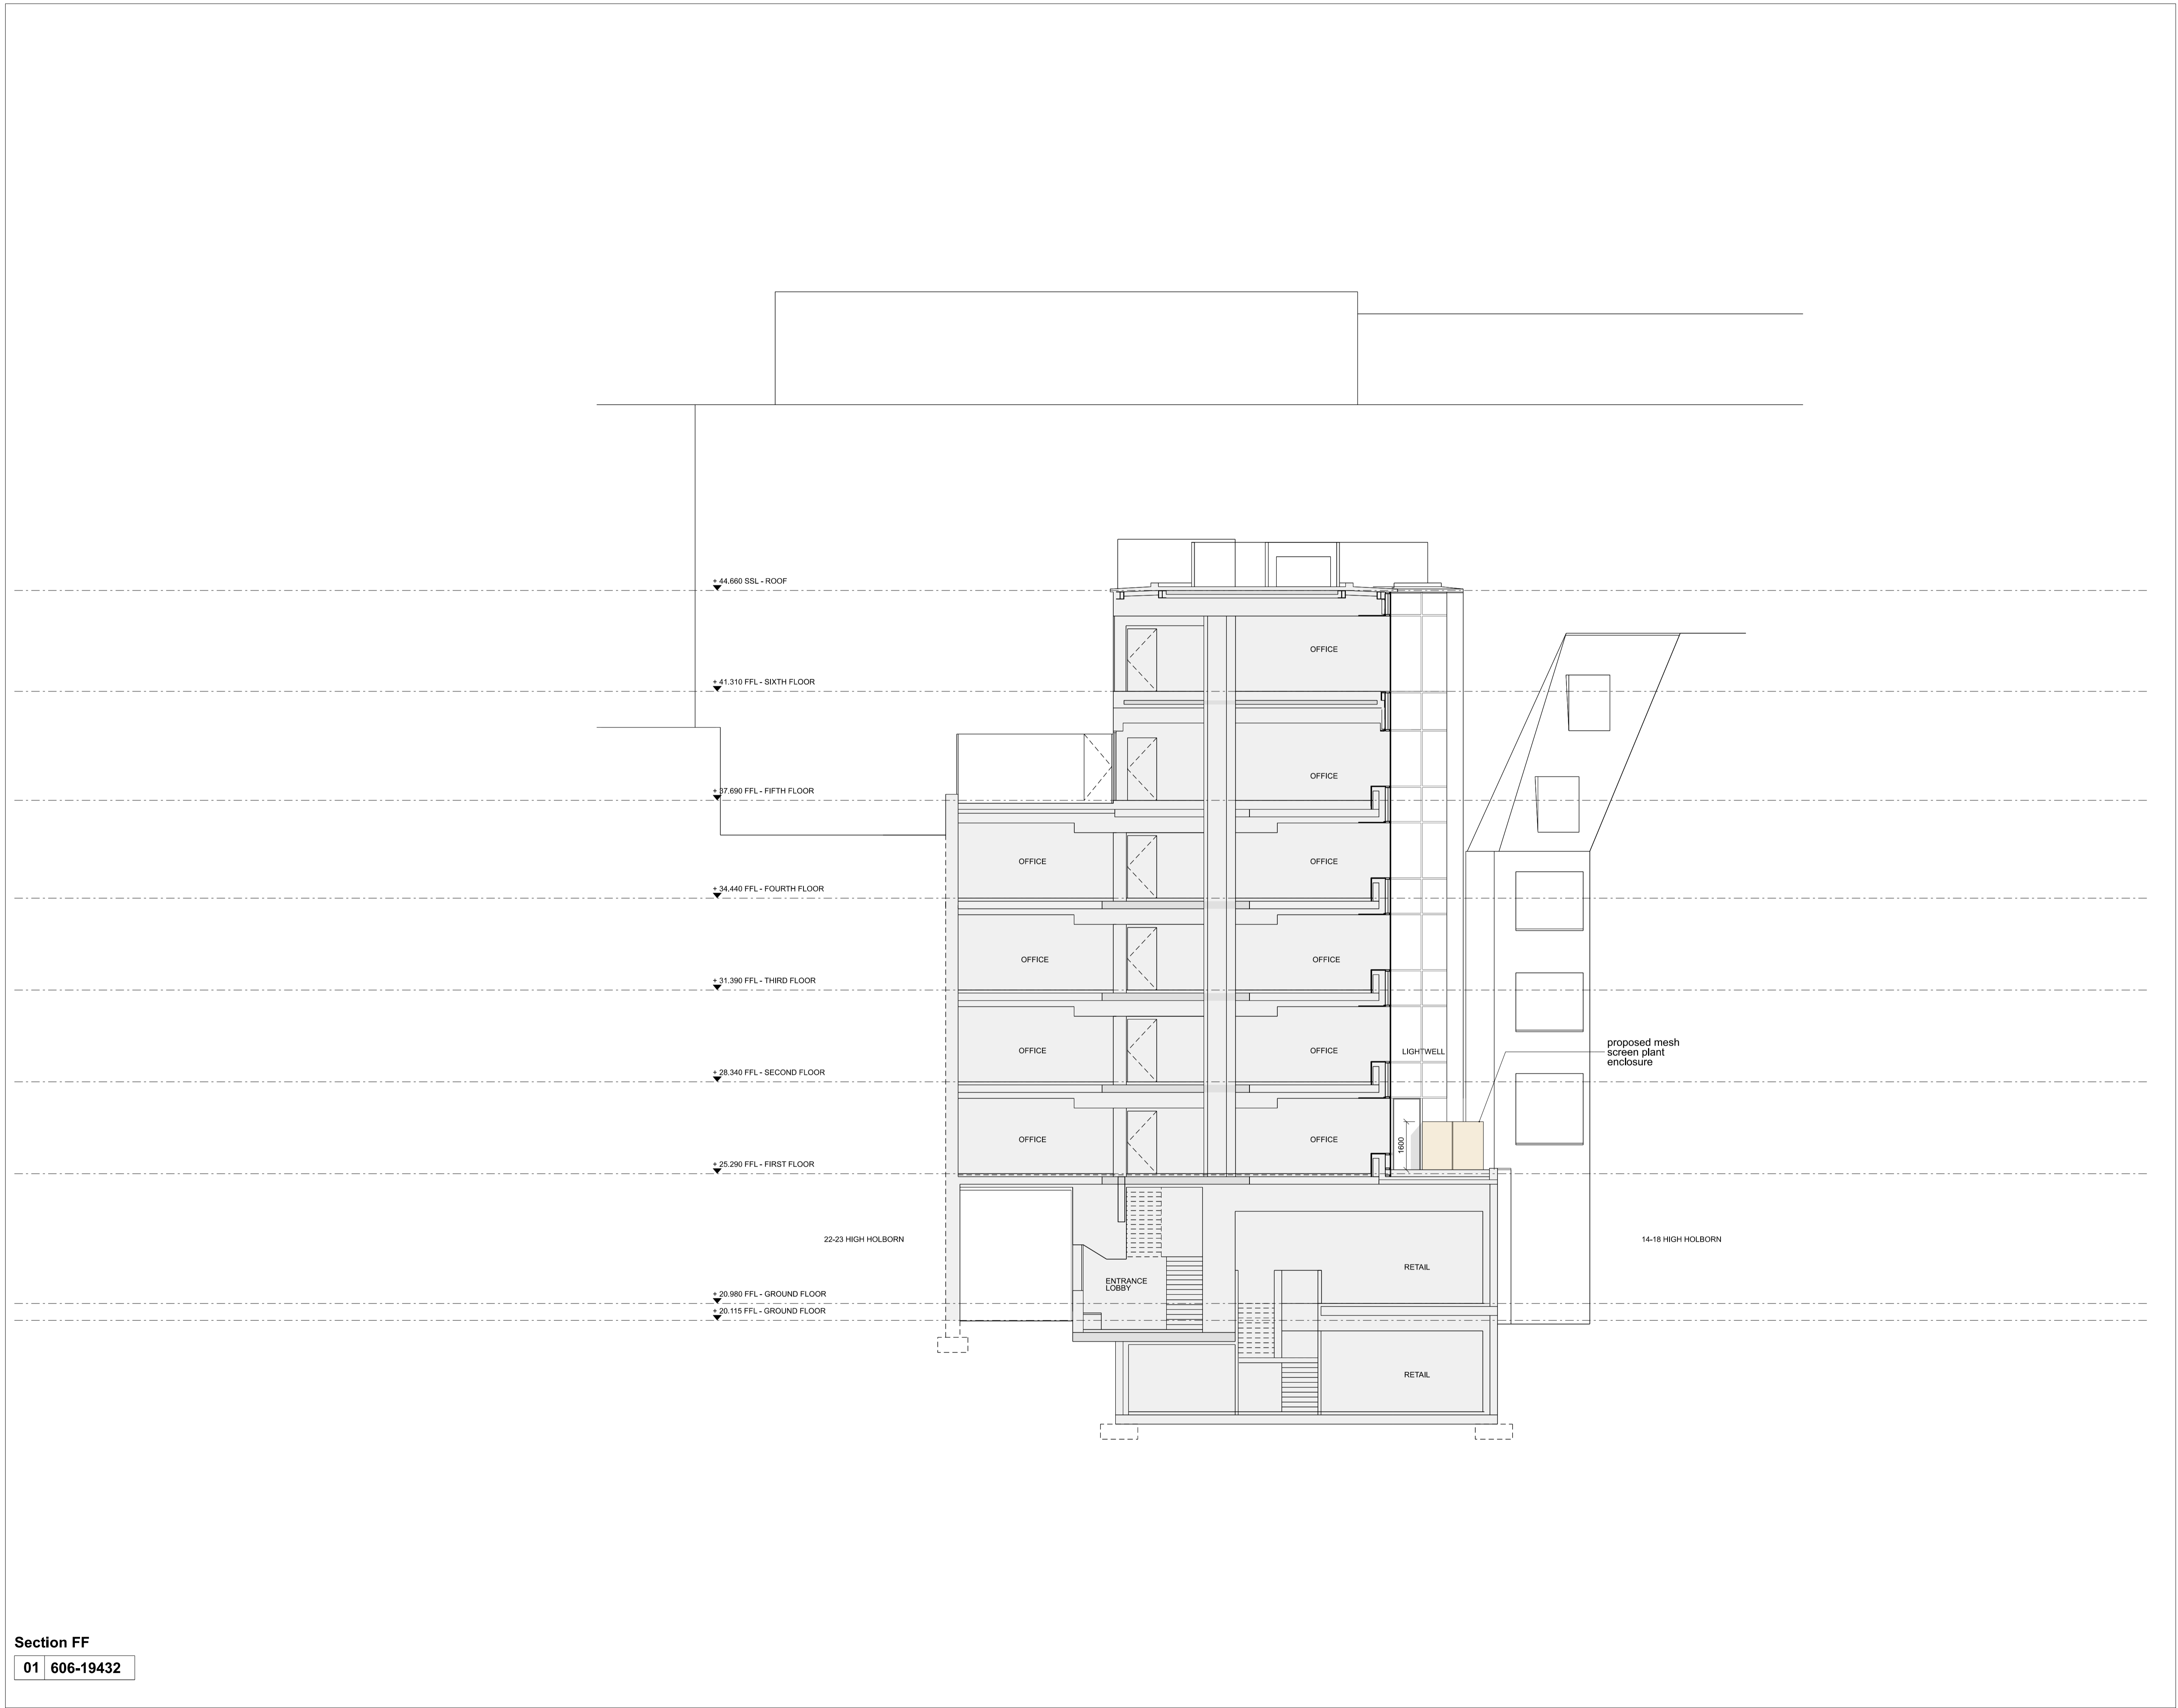 + 44.660 SSL - ROOF
OFFICE
+ 41.310 FFL - SIXTH FLOOR
OFFICE
+ 37.690 FFL - FIFTH FLOOR
OFFICE
OFFICE
+ 34.440 FFL - FOURTH FLOOR
OFFICE
OFFICE
+ 31.390 FFL - THIRD FLOOR
OFFICE
OFFICE
LIGHTWELL
proposed mesh
screen plant
enclosure
+ 28.340 FFL - SECOND FLOOR
OFFICE
OFFICE
1600
+ 25.290 FFL - FIRST FLOOR
22-23 HIGH HOLBORN
14-18 HIGH HOLBORN
RETAIL
ENTRANCE
LOBBY
+ 20.980 FFL - GROUND FLOOR
+ 20.115 FFL - GROUND FLOOR
RETAIL
Section FF
01 606-19432